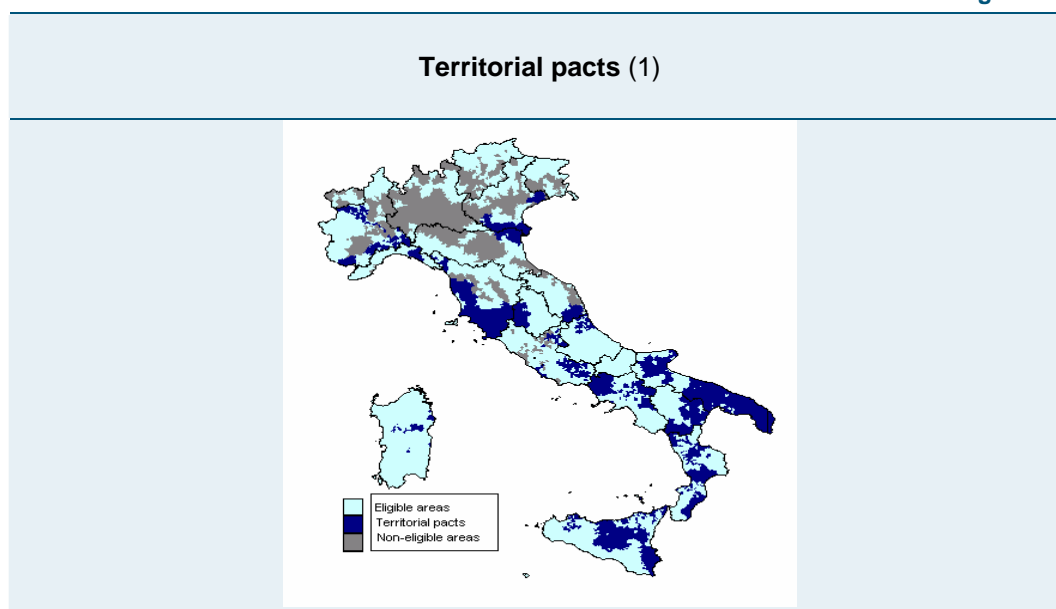 Territorial pacts (1)
Eligible areas
Territorial pacts
Non-eligible areas